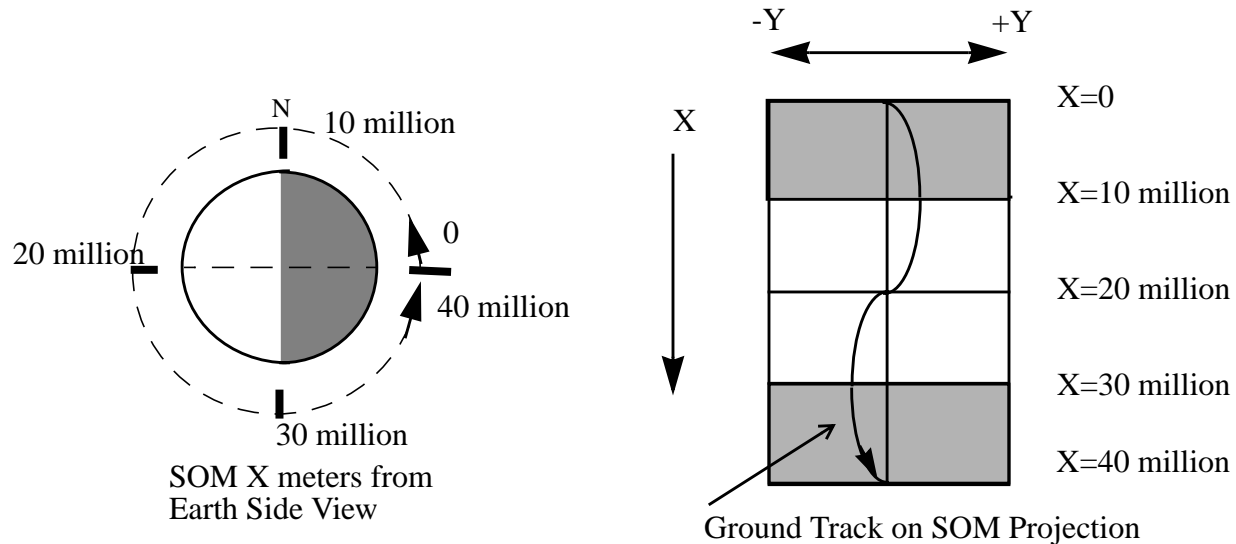 N
10 million
20 million
0
40 million
30 million
SOM X meters from
Earth Side View
-Y
+Y
X
X=0
X=10 million
X=20 million
X=30 million
X=40 million
Ground Track on SOM Projection